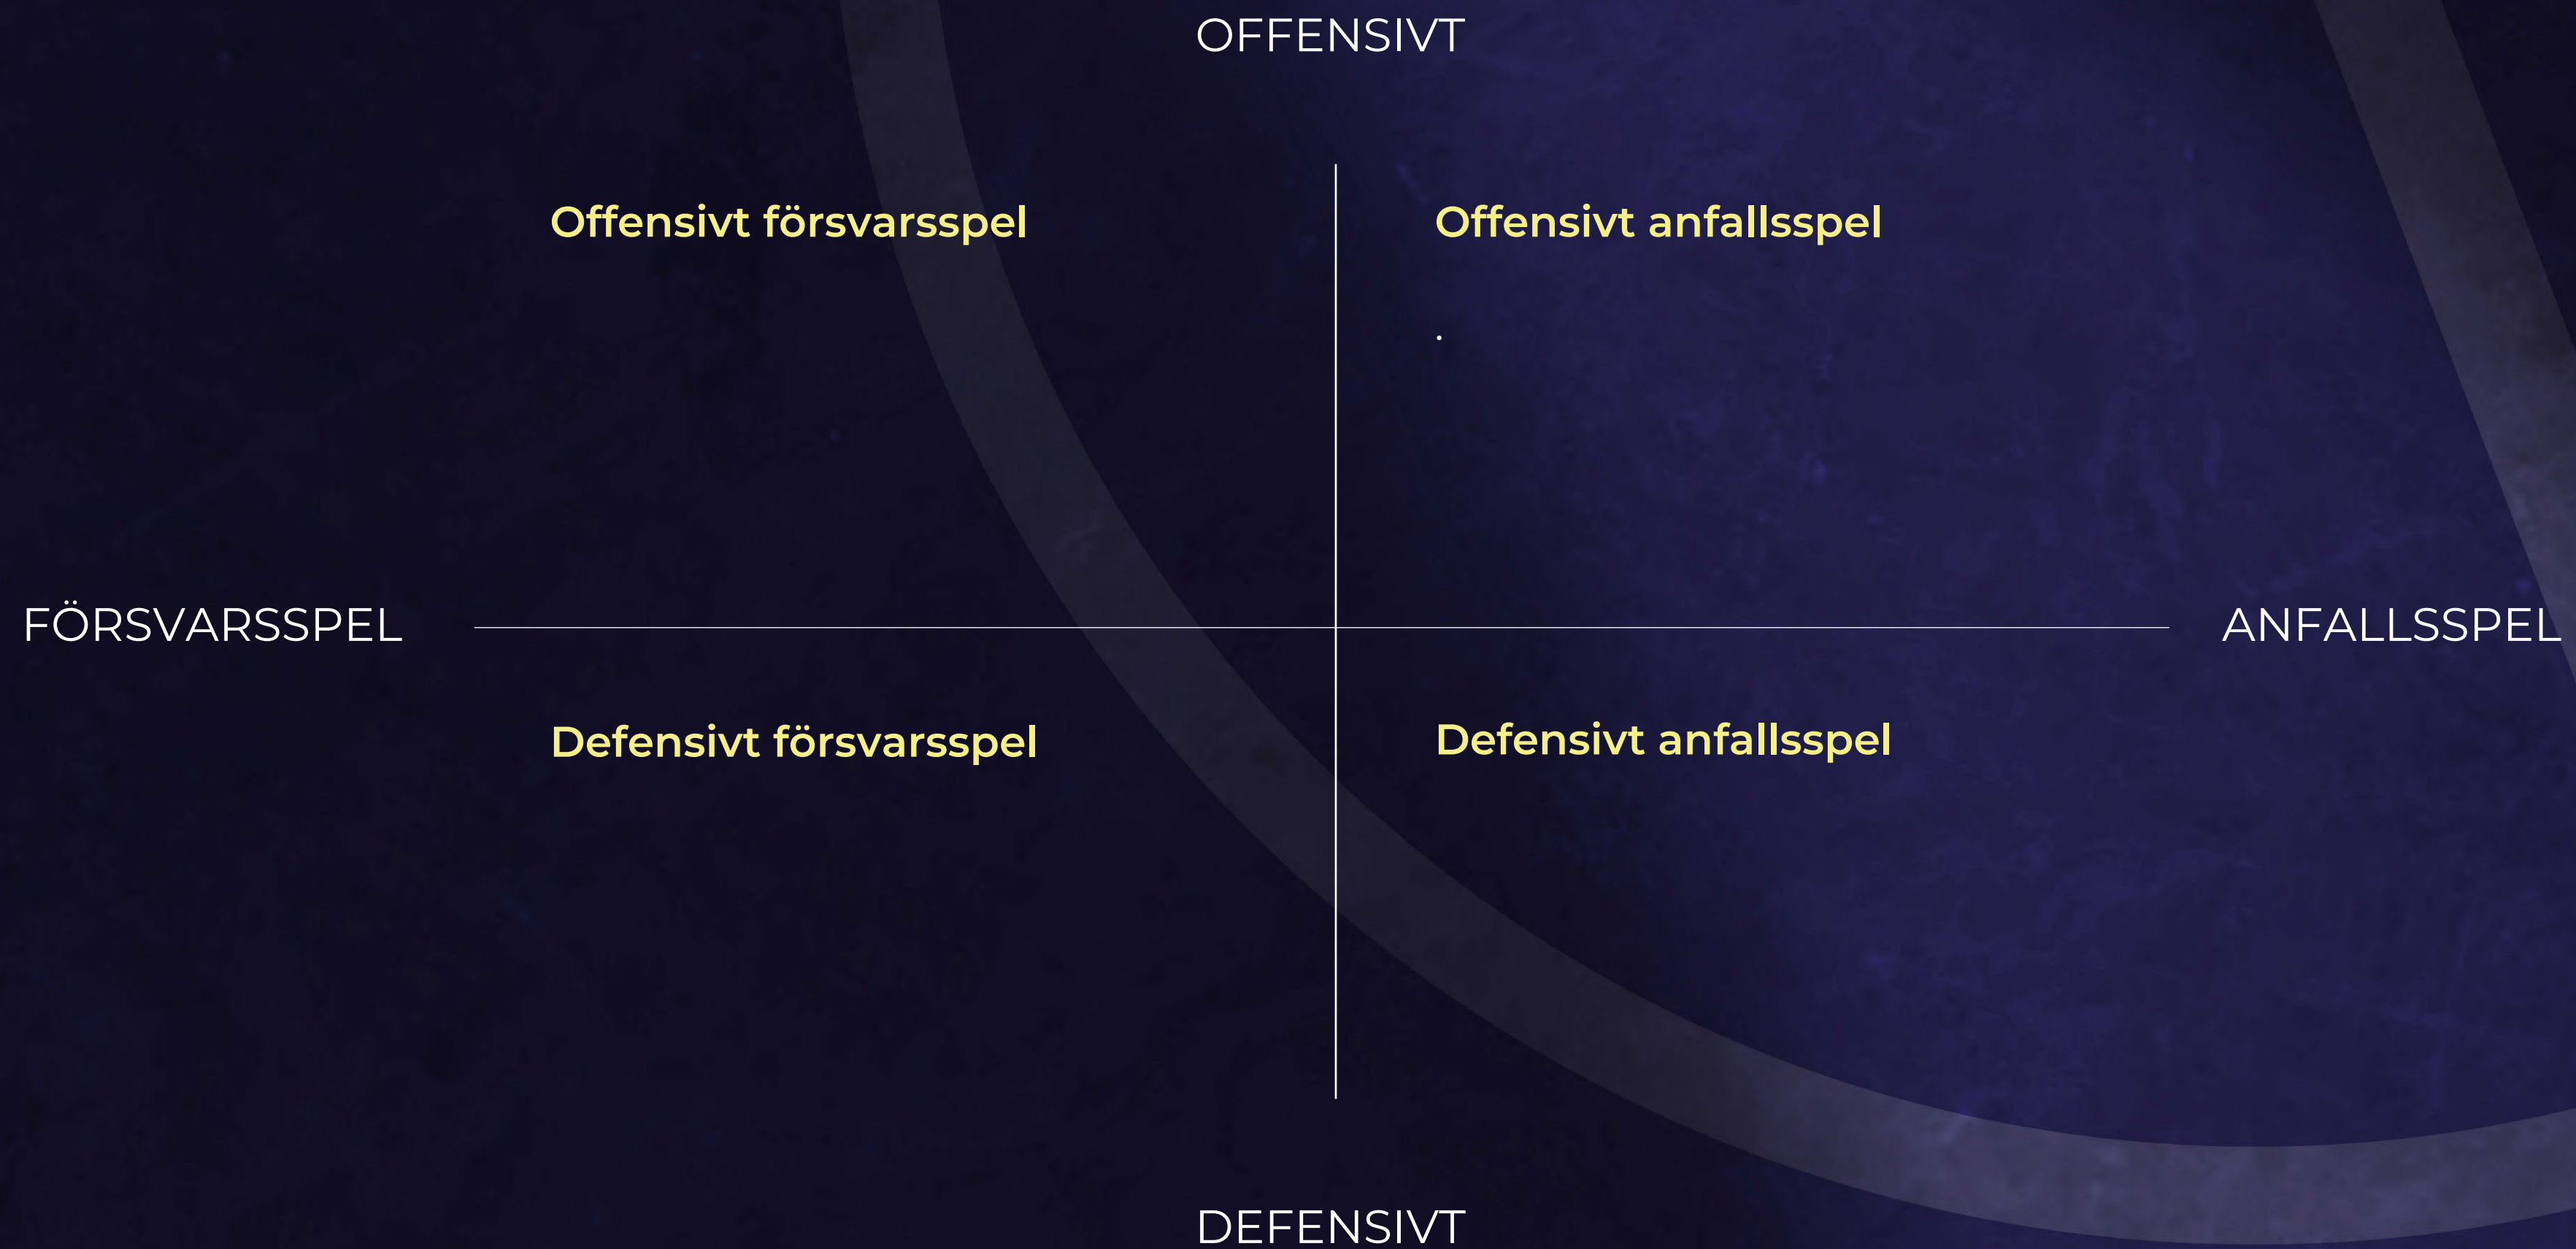 OFFENSIVT
Offensivt försvarsspel
Offensivt anfallsspel
.
FÖRSVARSSPEL
ANFALLSSPEL
Defensivt försvarsspel
Defensivt anfallsspel
DEFENSIVT